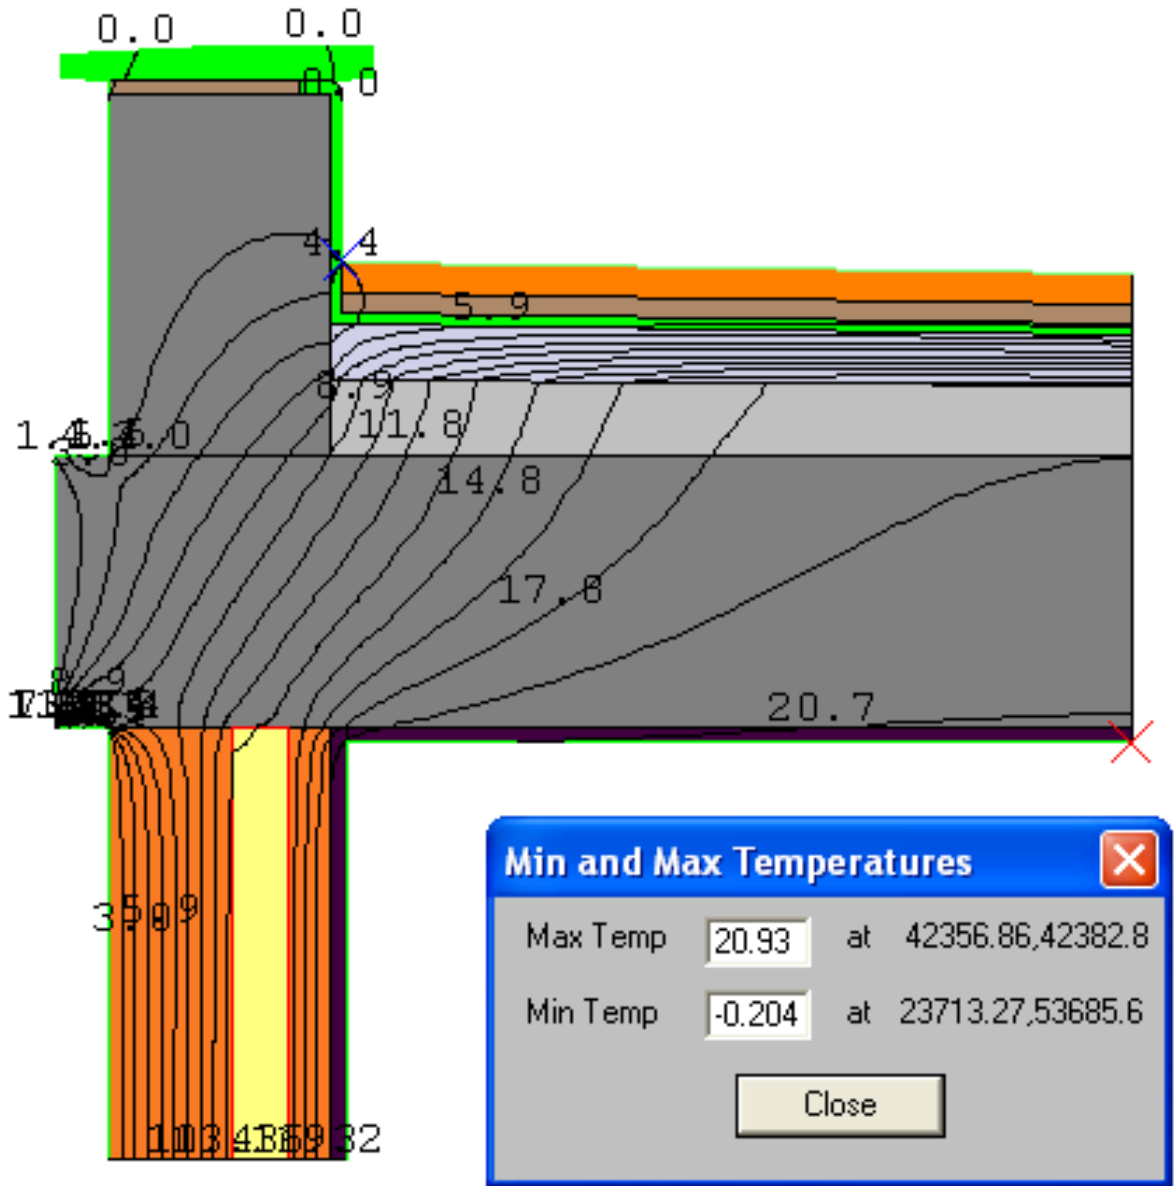 0.0 0.0
0.0
4.4
5.9
8.9
11.8
14.8
17.6
20.7
Min and Max Temperatures
Max Temp 20.93 at 42356.86,42382.8
Min Temp -0.204 at 23713.27,53685.6
Close